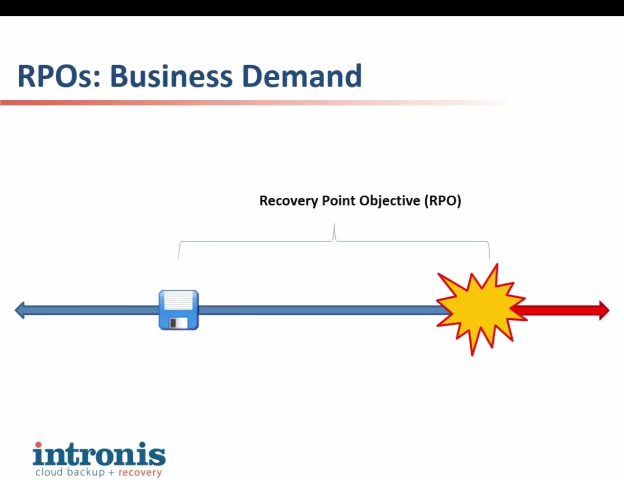 RPOs: Business Demand
Recovery Point Objective (RPO)
intronis
cloud backup + recovery